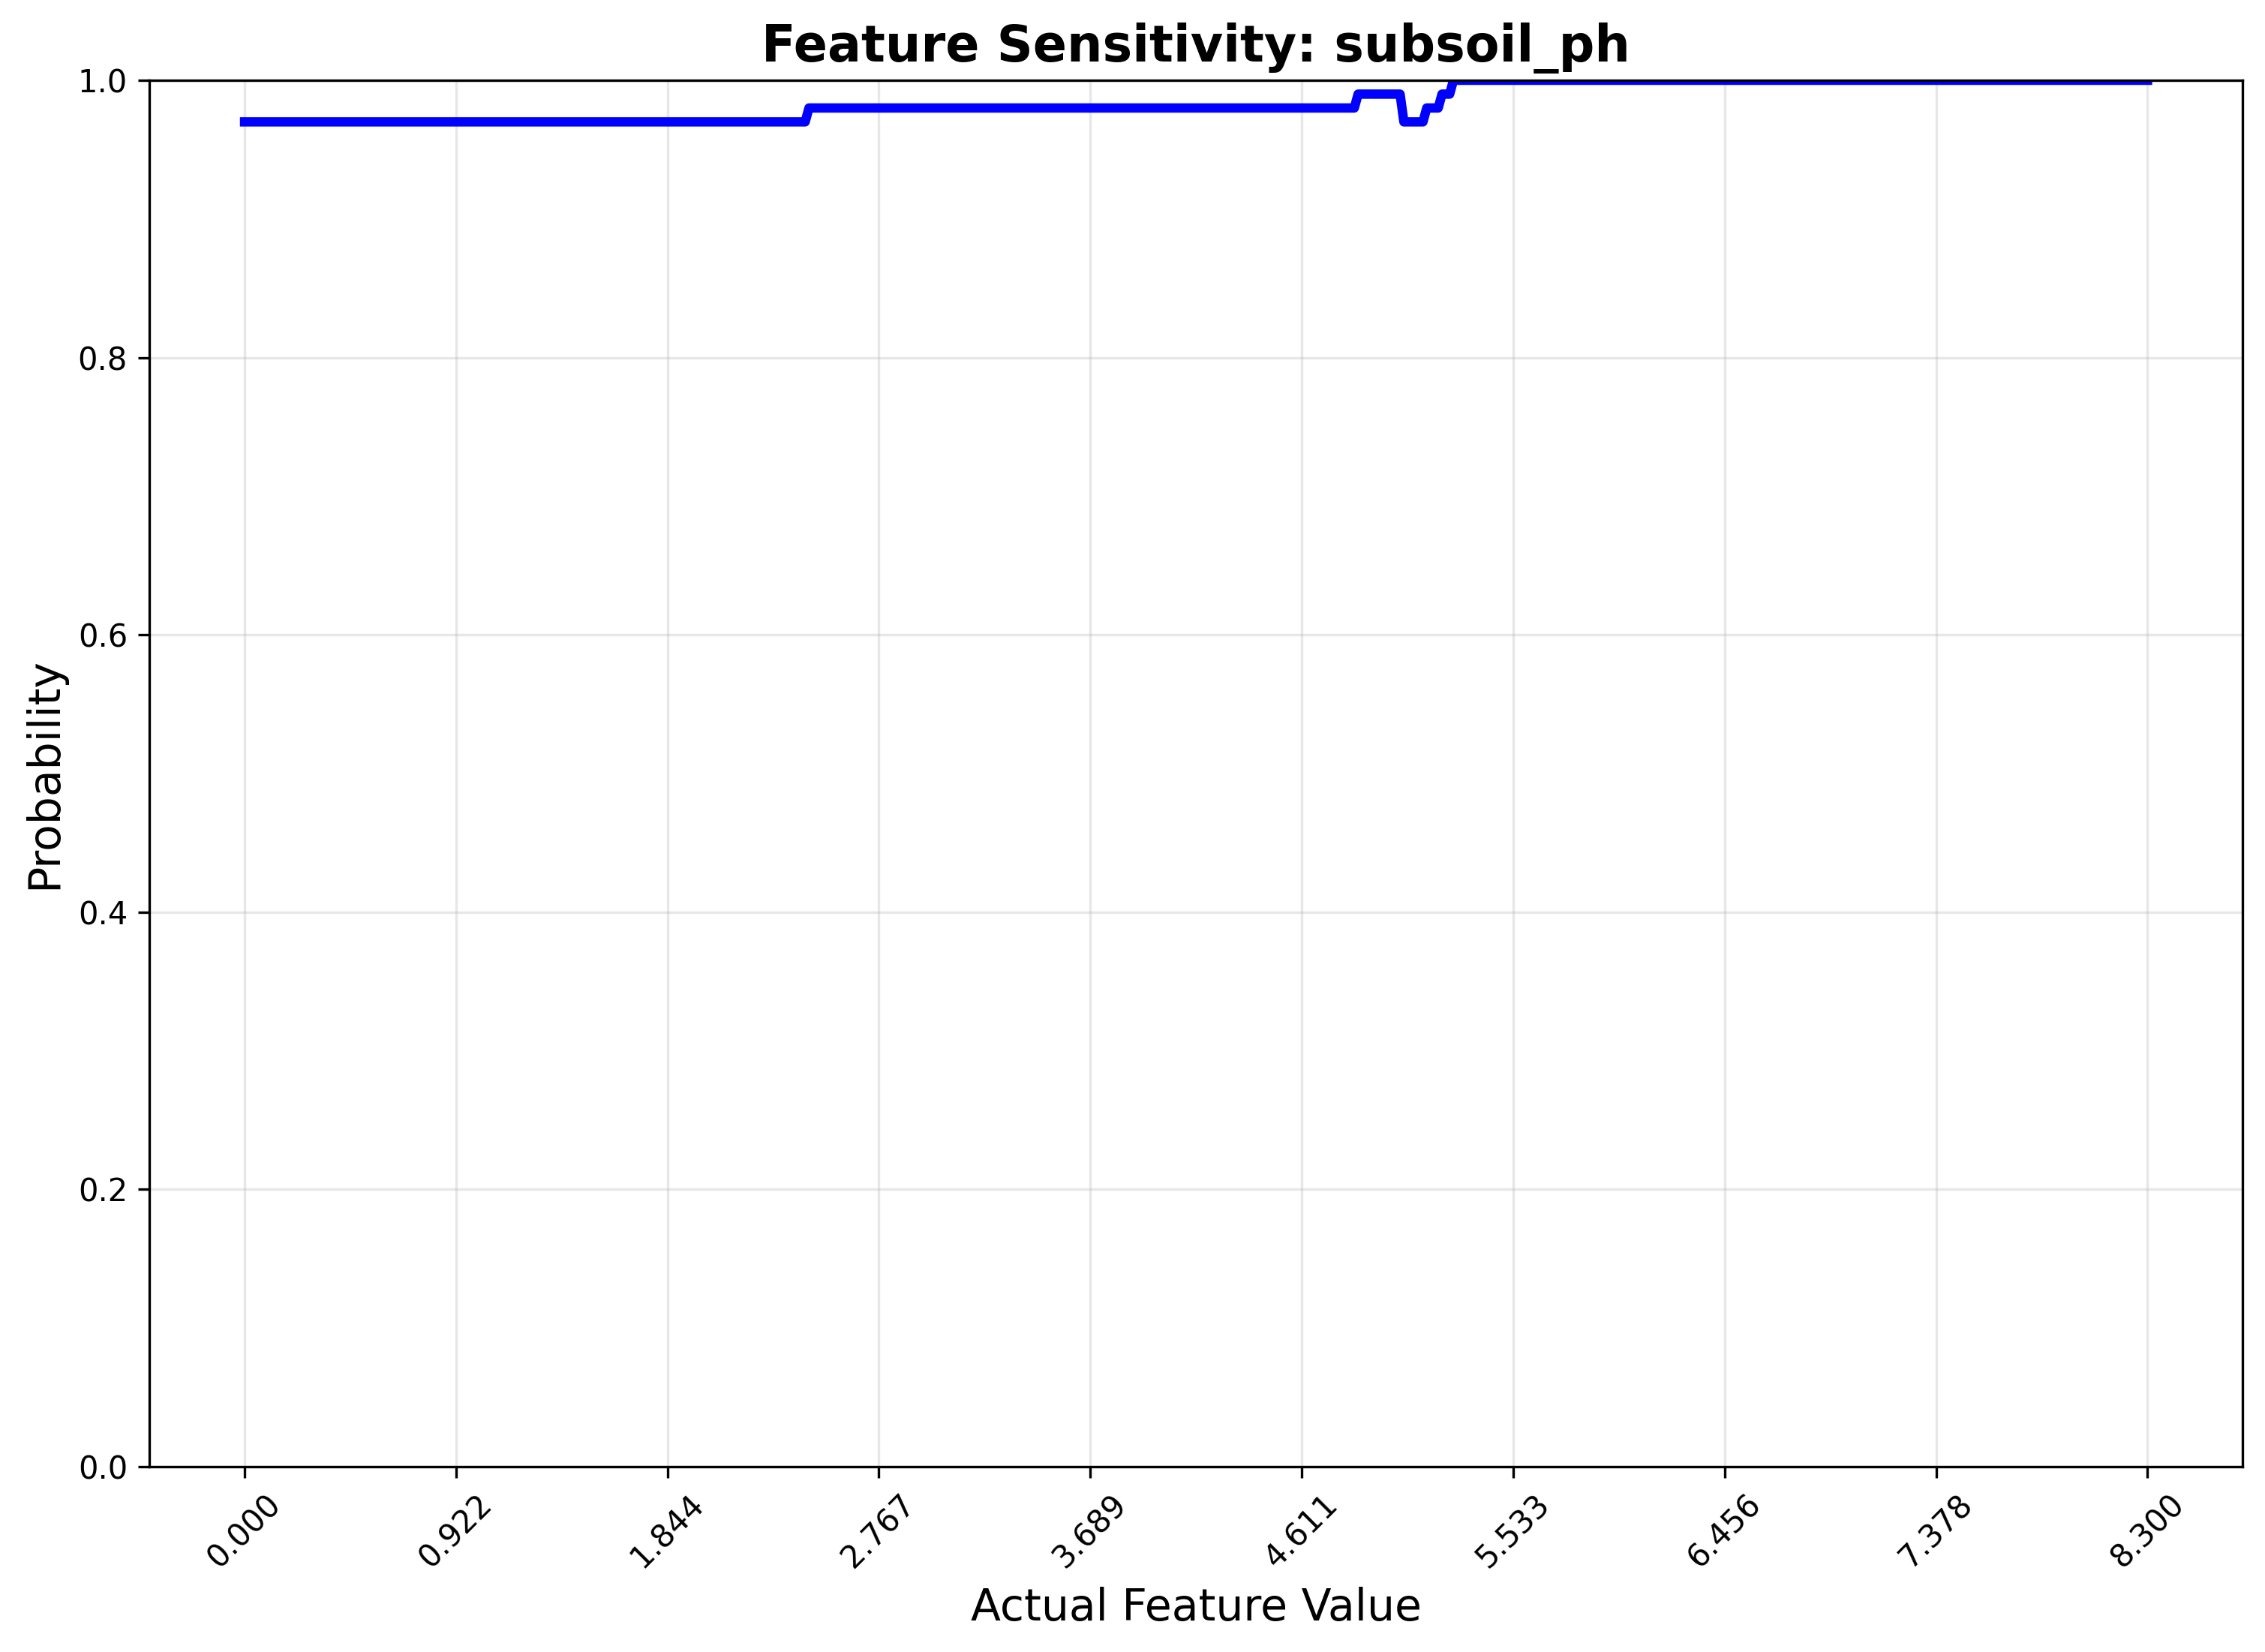 Feature Sensitivity: subsoil_ph
1.0
0.8
0.6
0.4
0.2
0.0
Probability
0.000 0.922 1.844 2.767 3.689 4.611 5.533 6.456 7.378 8.300
Actual Feature Value